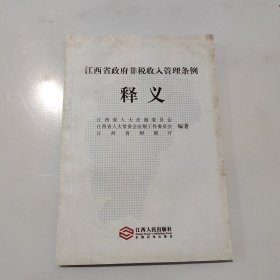 江西省政府非税收入管理条例
释义
江西省人大法制委员会
江西省人大常委会法制工作委员会 编著
江西省财政厅
江西人民出版社